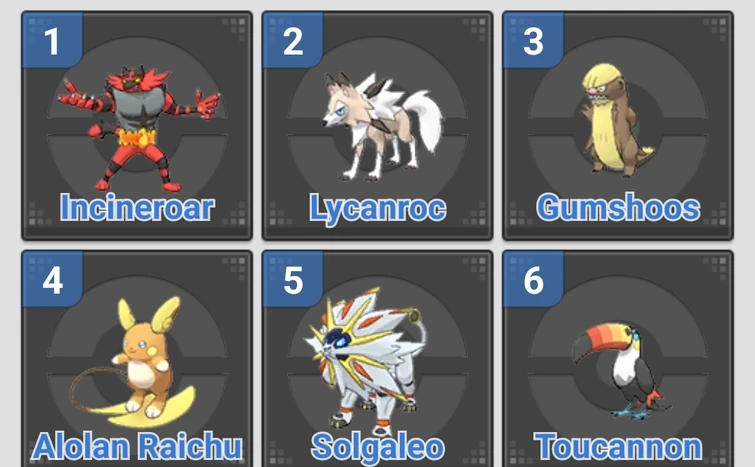 1
2
3
Incineroar
Lycanroc
Gumshoos
4
5
6
Alolan Raichu
Solgaleo
Toucannon